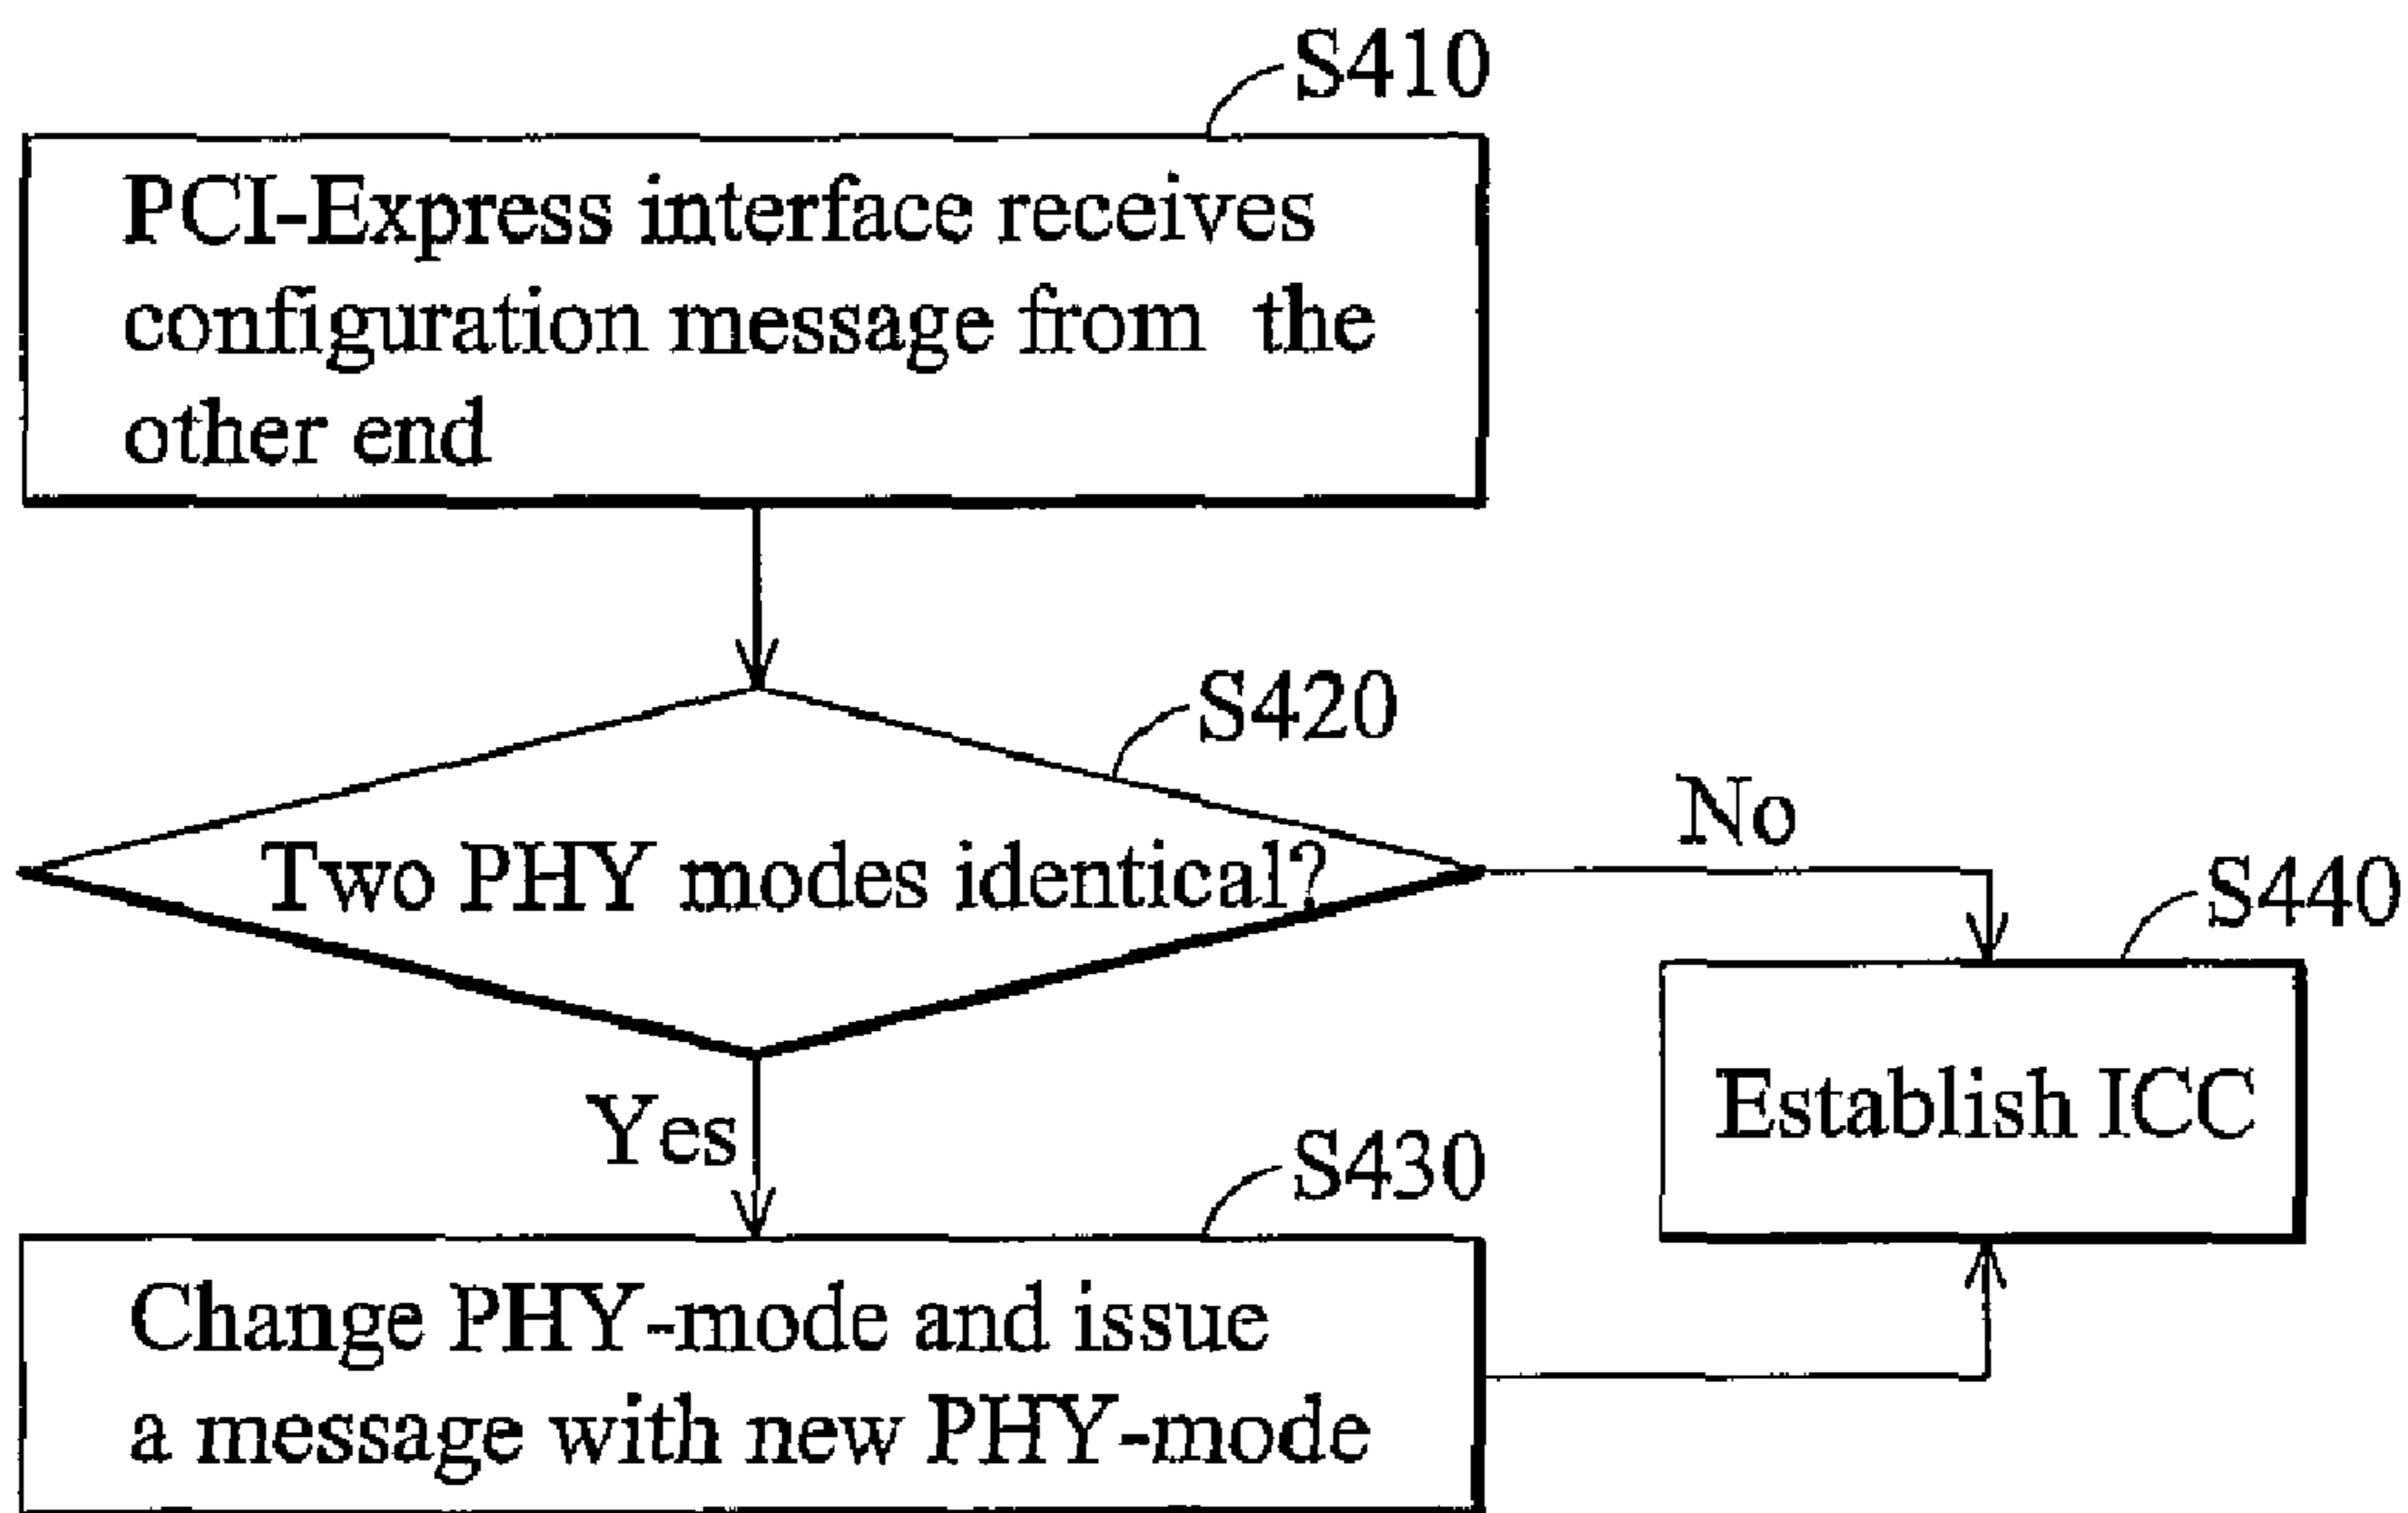 S410
PCI-Express interface receives
configuration message from the
other end
S420
Two PHY modes identical?
No
S440
Establish ICC
Yes
S430
Change PHY-mode and issue
a message with new PHY-mode